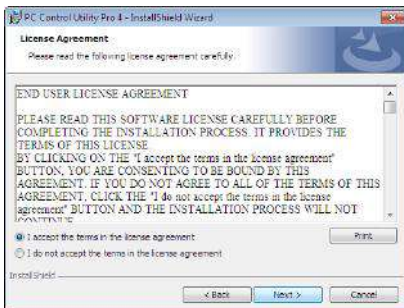 PC Control Utility Pro 4 - InstallShield Wizard
License Agreement
Please read the following license agreement carefully.
END USER LICENSE AGREEMENT
PLEASE READ THIS SOFTWARE LICENSE CAREFULLY BEFORE
COMPLETING THE INSTALLATION PROCESS. IT PROVIDES THE
TERMS OF THIS LICENSE
BY CLICKING ON THE "I accept the terms in the license agreement"
BUTTON, YOU ARE CONSENTING TO BE BOUND BY THIS
AGREEMENT. IF YOU DO NOT AGREE TO ALL OF THE TERMS OF THIS
AGREEMENT, CLICK THE "I do not accept the terms in the license
agreement" BUTTON AND THE INSTALLATION PROCESS WILL NOT
CONTINUE
I accept the terms in the license agreement
Print
I do not accept the terms in the license agreement
InstallShield
< Back
Next >
Cancel